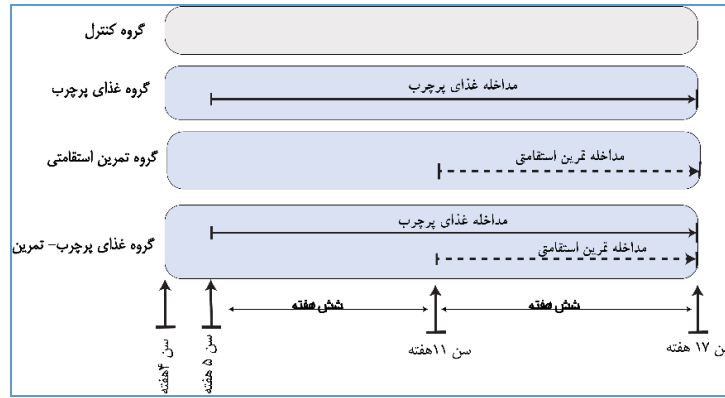 گروه کنترل
گروه غذای پرچرب
مداخله غذای پرچرب
گروه تمرین استقامتی
مداخله تمرین استقامتی
گروه غذای پرچرب- تمرین
مداخله غذای پرچرب
مداخله تمرین استقامتی
شش هفته
شش هفته
سن ۴هفته
سن ۵ هفته
سن ۱۱هفته
سن ۱۷ هفته